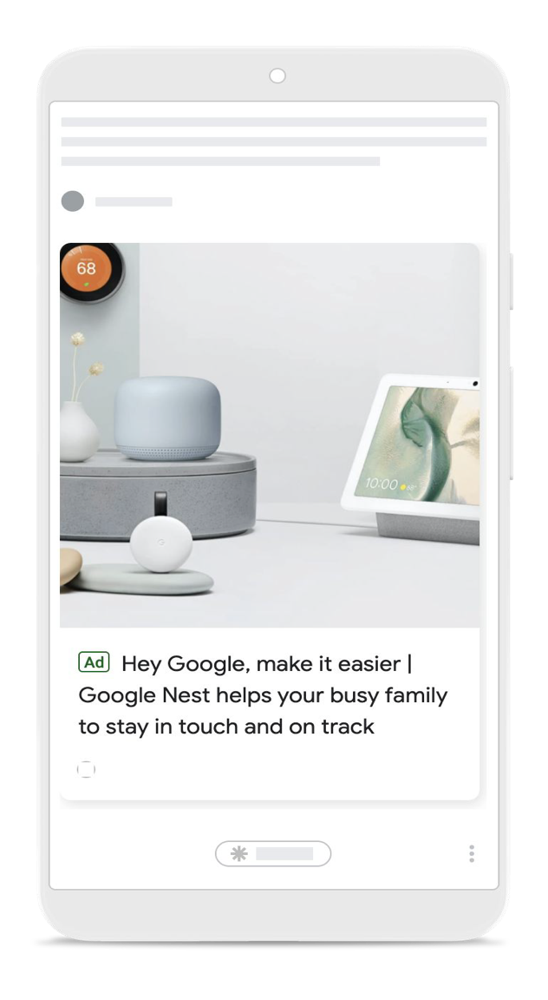 68
10:00
Ad Hey Google, make it easier |
Google Nest helps your busy family
to stay in touch and on track